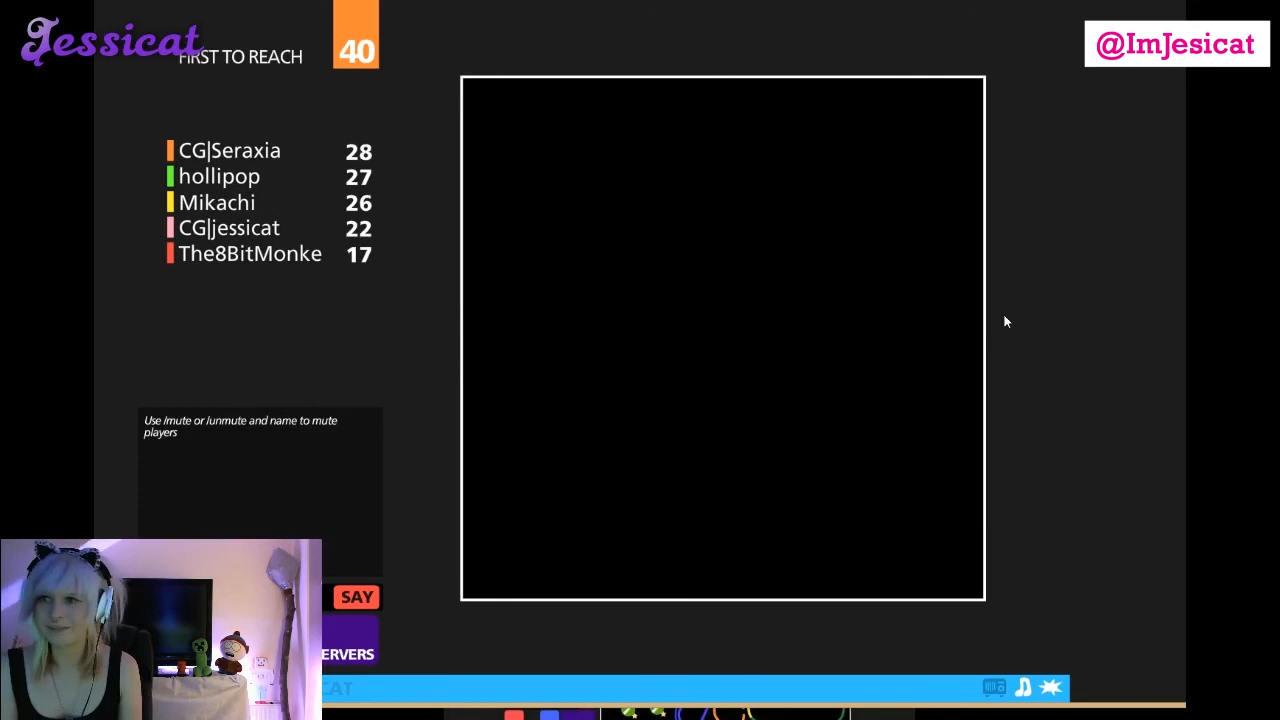 Jessicat
FIRST TO REACH
40
@ImJesicat
CG|Seraxia 28
hollipop 27
Mikachi 26
CG|jessicat 22
The8BitMonke 17
Use /mute or /unmute and name to mute
players
SAY
ERVERS
CAT